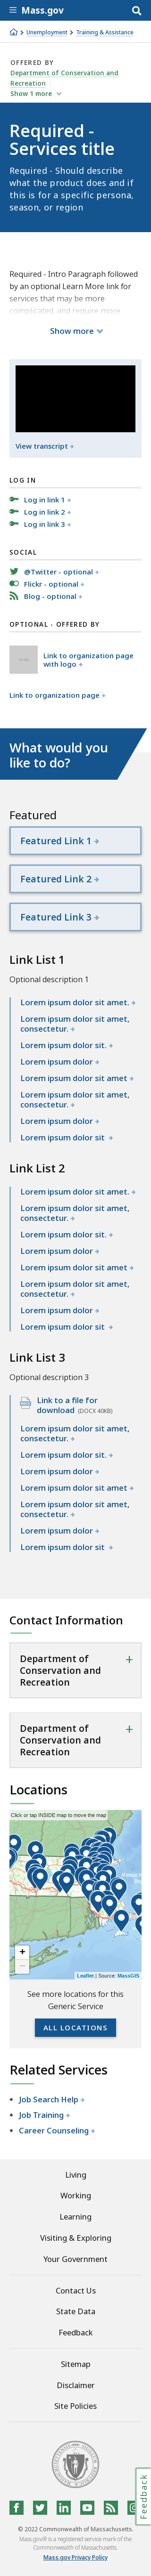 Mass.gov
Unemployment > Training & Assistance
OFFERED BY
Department of Conservation and
Recreation
Show 1 more
Required -
Services title
Required - Should
describe what the
product does and if
this is for a specific
persona, season,
season, or region
Required - Intro Paragraph followed
by an optional Learn More link for
services that may be more
complicated, and require more
Show more
View transcript
LOG IN
Log in link 1
Log in link 2
Log in link 3
SOCIAL
@Twitter - optional
Flickr - optional
Blog - optional
OPTIONAL - OFFERED BY
Link to organization page
with logo
Link to organization page
What would you
like to do?
Featured
Featured Link 1
Featured Link 2
Featured Link 3
Link List 1
Optional description 1
Lorem ipsum dolor sit amet.
Lorem ipsum dolor sit amet,
consectetur.
Lorem ipsum dolor sit.
Lorem ipsum dolor
Lorem ipsum dolor sit amet
Lorem ipsum dolor sit amet,
consectetur.
Lorem ipsum dolor
Lorem ipsum dolor sit
Link List 2
Lorem ipsum dolor sit amet.
Lorem ipsum dolor sit amet,
consectetur.
Lorem ipsum dolor sit.
Lorem ipsum dolor
Lorem ipsum dolor sit amet
Lorem ipsum dolor sit amet,
consectetur.
Lorem ipsum dolor
Lorem ipsum dolor sit
Link List 3
Optional description 3
Link to a file for
download (DOCX 40KB)
Lorem ipsum dolor sit amet,
consectetur.
Lorem ipsum dolor sit.
Lorem ipsum dolor
Lorem ipsum dolor sit amet
Lorem ipsum dolor sit amet,
consectetur.
Lorem ipsum dolor
Lorem ipsum dolor sit
Contact Information
Department of
Conservation and
Recreation
+
Department of
Conservation and
Recreation
+
Locations
Click or tap INSIDE map to move the map
+
−
Leaflet | Source: MassGIS
See more locations for this
Generic Service
ALL LOCATIONS
Related Services
Job Search Help
Job Training
Career Counseling
Living
Working
Learning
Visiting & Exploring
Your Government
Contact Us
State Data
Feedback
Sitemap
Disclaimer
Site Policies
Feedback
© 2022 Commonwealth of Massachusetts.
Mass.gov® is a registered service mark of the
Commonwealth of Massachusetts.
Mass.gov Privacy Policy